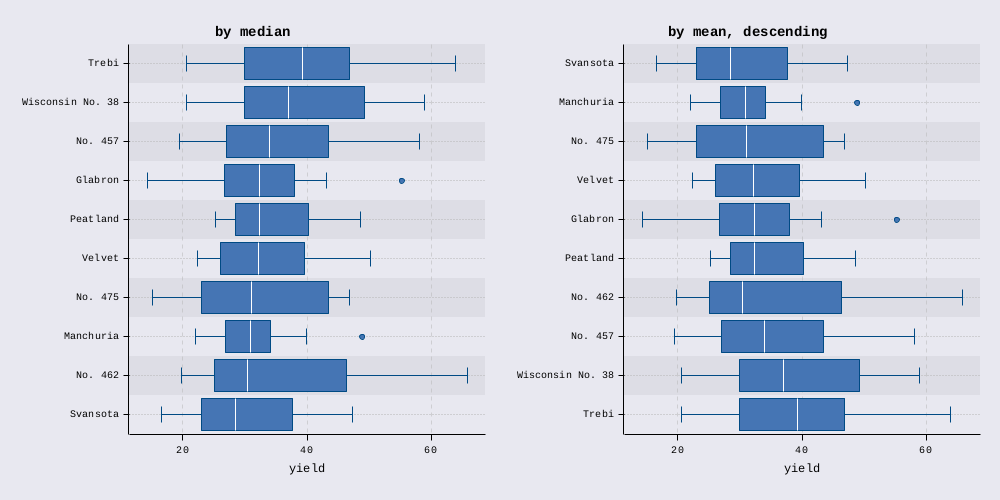 by median
Trebi
Wisconsin No. 38
No. 457
Glabron
Peatland
Velvet
No. 475
Manchuria
No. 462
Svansota
20 40 60
yield
by mean, descending
Svansota
Manchuria
No. 475
Velvet
Glabron
Peatland
No. 462
No. 457
Wisconsin No. 38
Trebi
20 40 60
yield